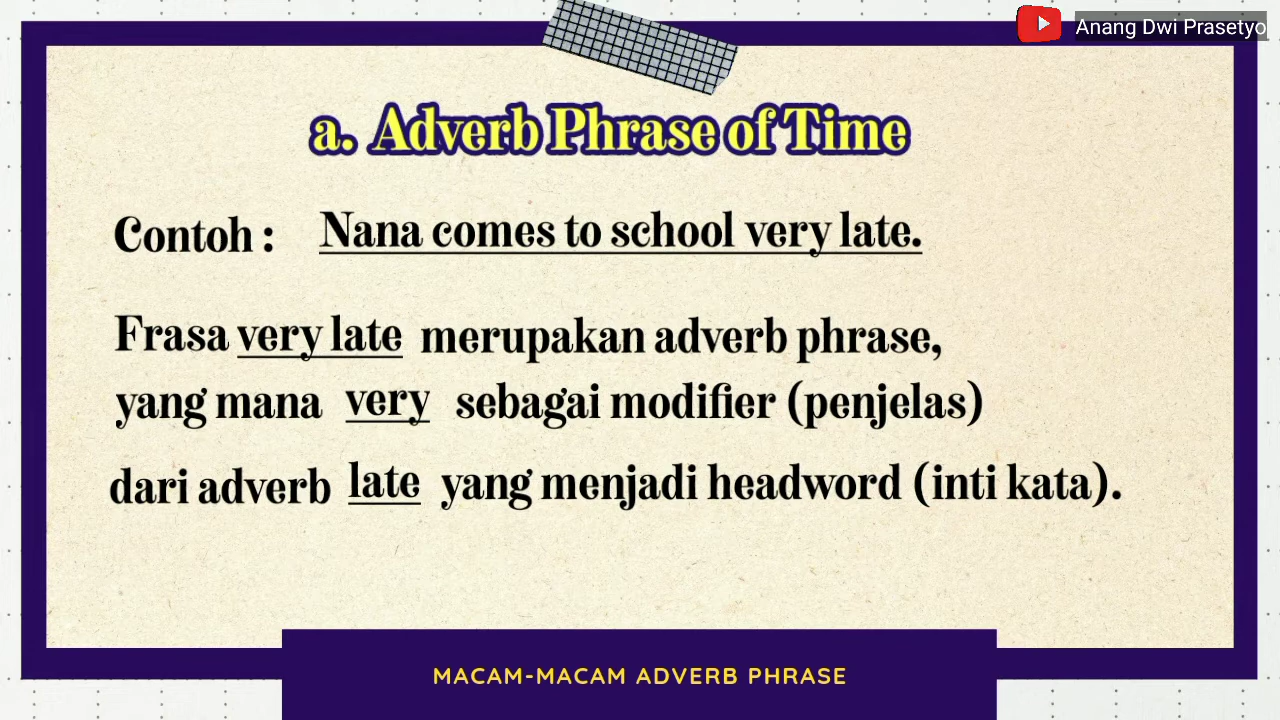 Anang Dwi Prasetyo
a. Adverb Phrase of Time
Contoh : Nana comes to school very late.
Frasa very late merupakan adverb phrase,
yang mana very sebagai modifier (penjelas)
dari adverb late yang menjadi headword (inti kata).
MACAM-MACAM ADVERB PHRASE